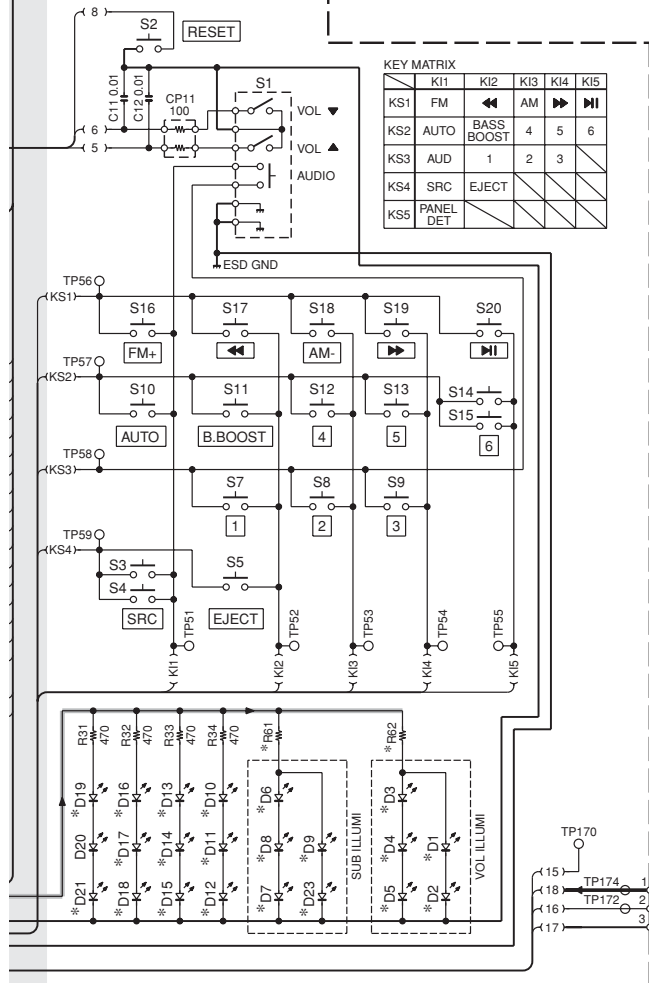 8
S2
RESET
C11 0.01
C12 0.01
CP11
100
S1
VOL ▼
6
5
VOL ▲
AUDIO
ESD GND
KEY MATRIX
KI1 KI2 KI3 KI4 KI5
KS1 FM ◀◀ AM ▶▶ ▶II
KS2 AUTO BASS BOOST 4 5 6
KS3 AUD 1 2 3
KS4 SRC EJECT
KS5 PANEL DET
TP56
KS1
S16 S17 S18 S19 S20
FM+ ◀◀ AM- ▶▶ ▶II
TP57
KS2
S10 S11 S12 S13 S14
S15
AUTO B.BOOST 4 5 6
TP58
KS3
S7 S8 S9
1 2 3
TP59
KS4
S3 S5
S4
SRC EJECT
TP51 TP52 TP53 TP54 TP55
KI1 KI2 KI3 KI4 KI5
R31 470 R32 470 R33 470 R34 470 *R61 *R62
*D19 *D16 *D13 *D10 *D6 *D3
D20 *D17 *D14 *D11 *D8 *D9 *D4 *D1
*D21 *D18 *D15 *D12 *D7 *D23 *D5 *D2
SUB ILLUMI
VOL ILLUMI
TP170
15
18 TP174 1
16 TP172 2
17 3